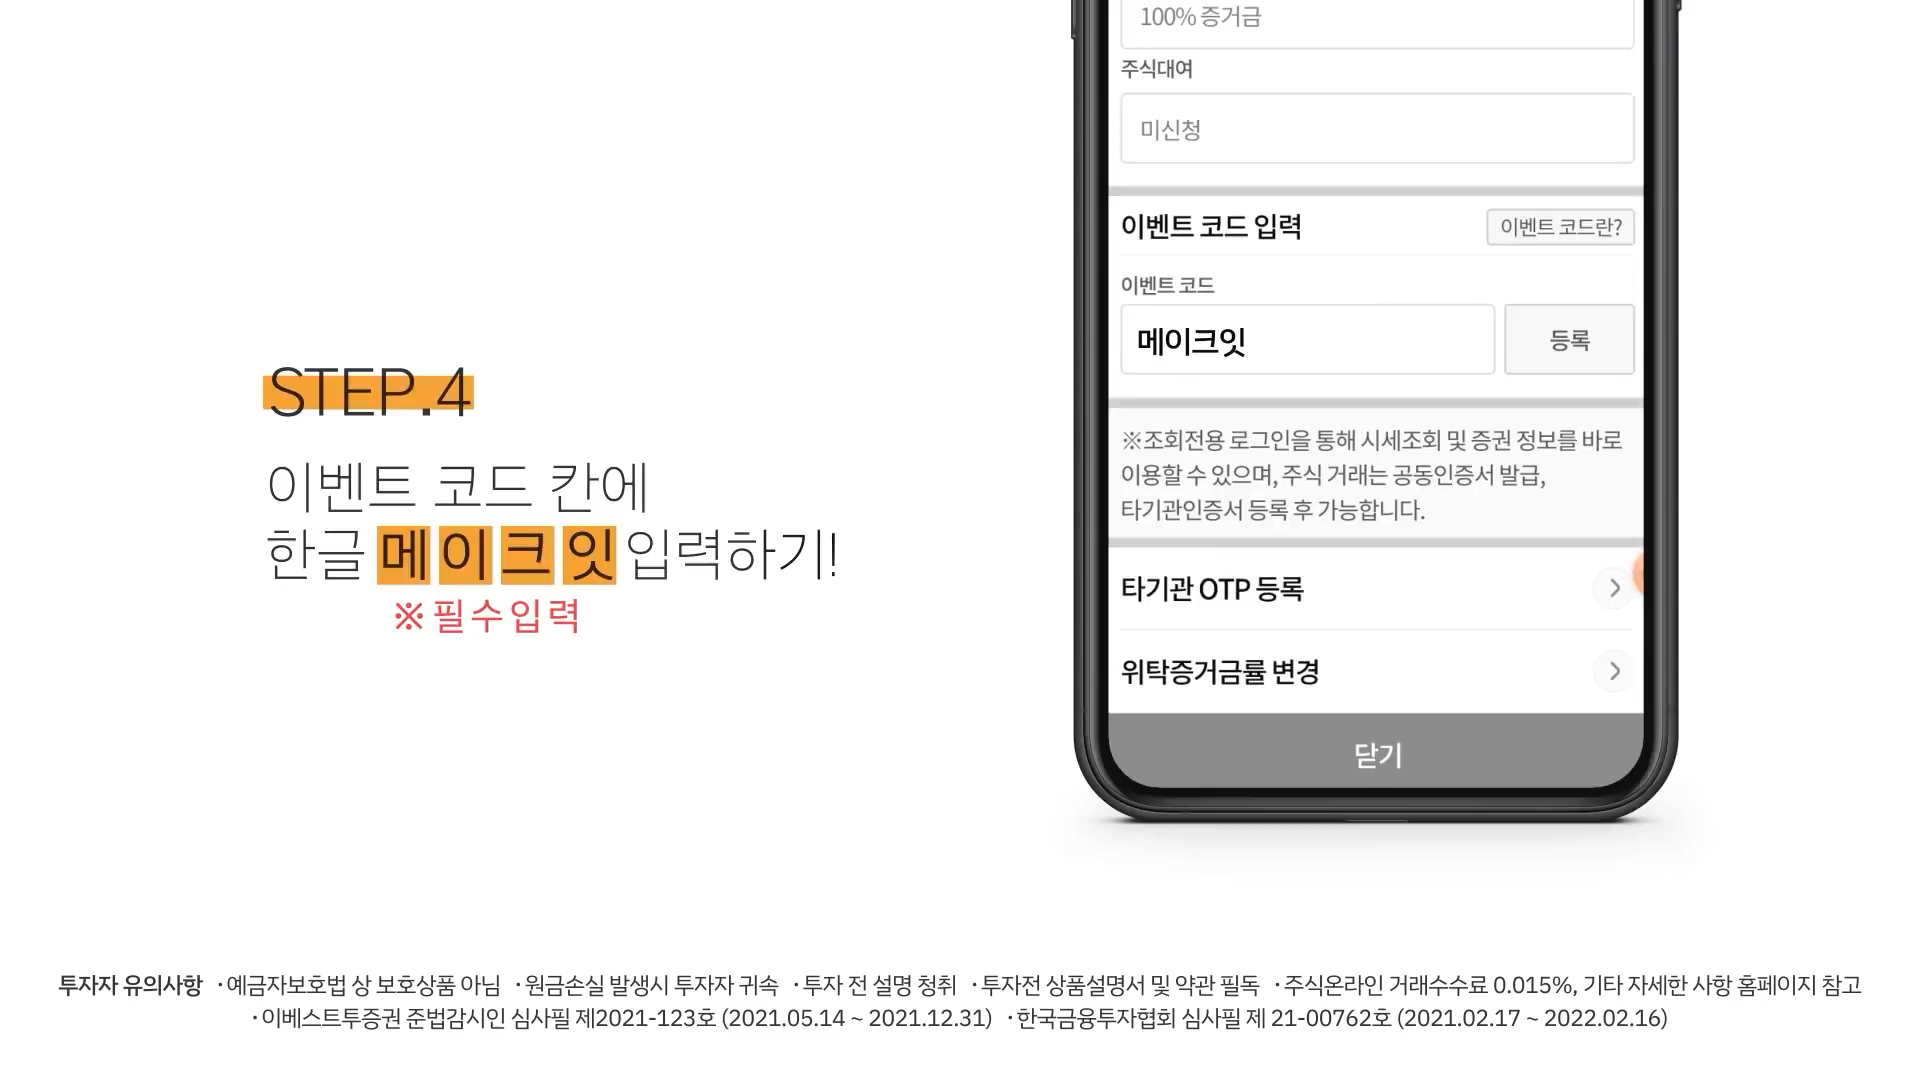 STEP.4
이벤트 코드 칸에
한글 메이크잇 입력하기!
※필수입력
100% 증거금
주식대여
미신청
이벤트 코드 입력
이벤트 코드란?
이벤트 코드
메이크잇
등록
※조회전용 로그인을 통해 시세조회 및 증권 정보를 바로
이용할 수 있으며, 주식 거래는 공동인증서 발급,
타기관인증서 등록 후 가능합니다.
타기관 OTP 등록
위탁증거금률 변경
닫기
투자자 유의사항 ·예금자보호법 상 보호상품 아님 ·원금손실 발생시 투자자 귀속 ·투자 전 설명 청취 ·투자전 상품설명서 및 약관 필독 ·주식온라인 거래수수료 0.015%, 기타 자세한 사항 홈페이지 참고
·이베스트투증권 준법감시인 심사필 제2021-123호 (2021.05.14 ~ 2021.12.31) ·한국금융투자협회 심사필 제 21-00762호 (2021.02.17 ~ 2022.02.16)